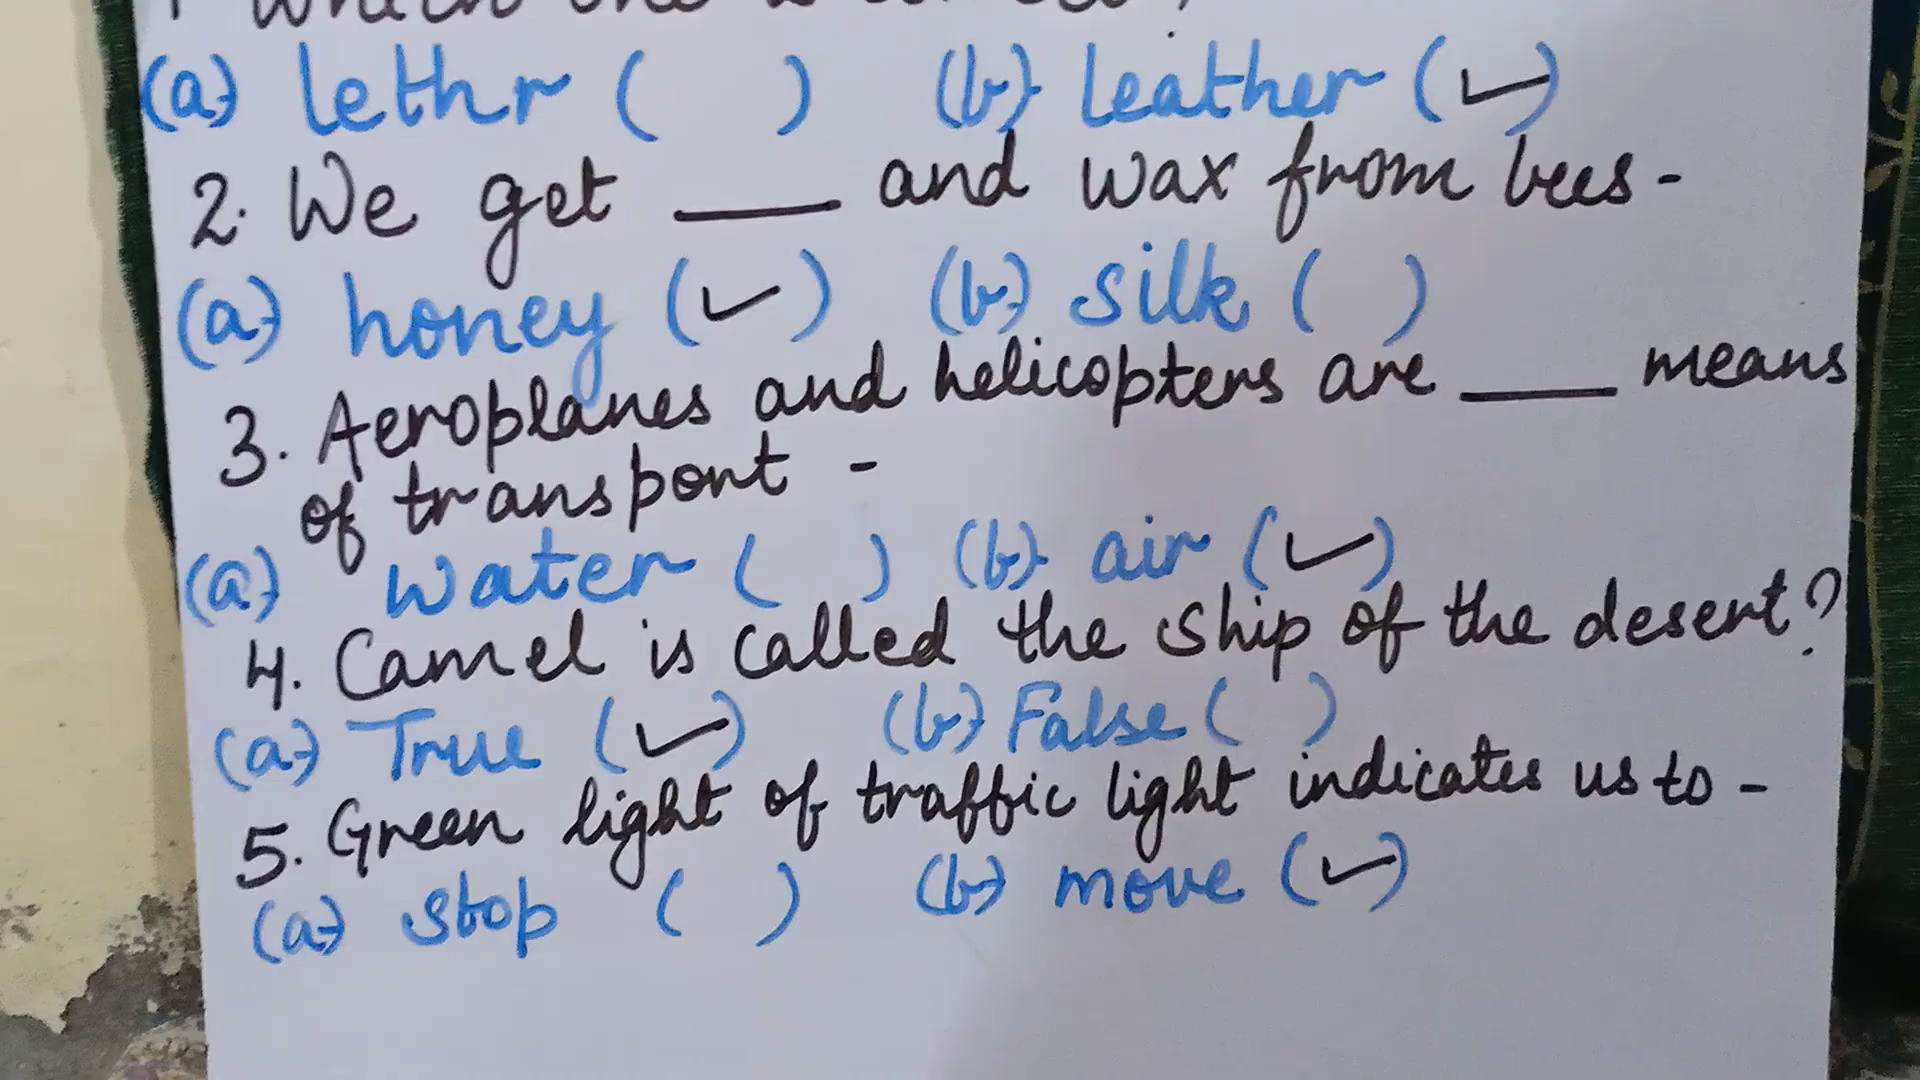 (a) lethr ( ) (b) leather (✓)
2. We get ___ and wax from bees -
(a) honey (✓) (b) silk ( )
3. Aeroplanes and helicopters are ___ means
of transport -
(a) water ( ) (b) air (✓)
4. Camel is called the ship of the desert?
(a) True (✓) (b) False ( )
5. Green light of traffic light indicates us to -
(a) stop ( ) (b) move (✓)